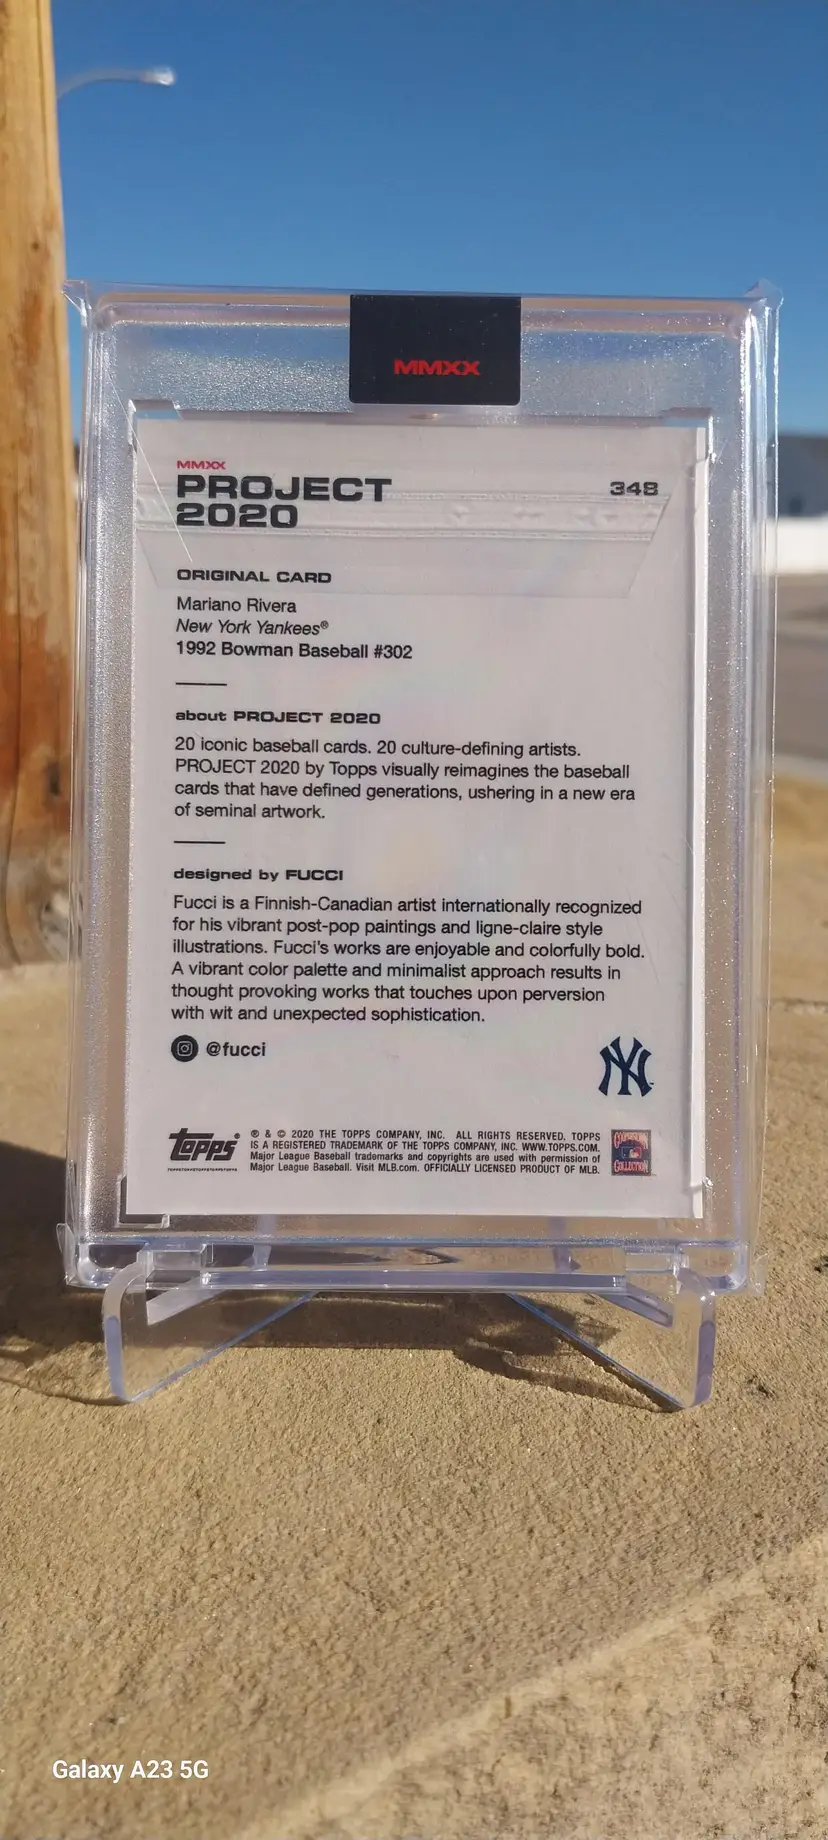 MMXX
MMXX
PROJECT
2020
348
ORIGINAL CARD
Mariano Rivera
New York Yankees®
1992 Bowman Baseball #302
about PROJECT 2020
20 iconic baseball cards. 20 culture-defining artists.
PROJECT 2020 by Topps visually reimagines the baseball
cards that have defined generations, ushering in a new era
of seminal artwork.
designed by FUCCI
Fucci is a Finnish-Canadian artist internationally recognized
for his vibrant post-pop paintings and ligne-claire style
illustrations. Fucci's works are enjoyable and colorfully bold.
A vibrant color palette and minimalist approach results in
thought provoking works that touches upon perversion
with wit and unexpected sophistication.
@fucci
NY
topps®
® & © 2020 THE TOPPS COMPANY, INC. ALL RIGHTS RESERVED. TOPPS
IS A REGISTERED TRADEMARK OF THE TOPPS COMPANY, INC. WWW.TOPPS.COM.
Major League Baseball trademarks and copyrights are used with permission of
Major League Baseball. Visit MLB.com. OFFICIALLY LICENSED PRODUCT OF MLB.
COOPERSTOWN
COLLECTION
Galaxy A23 5G